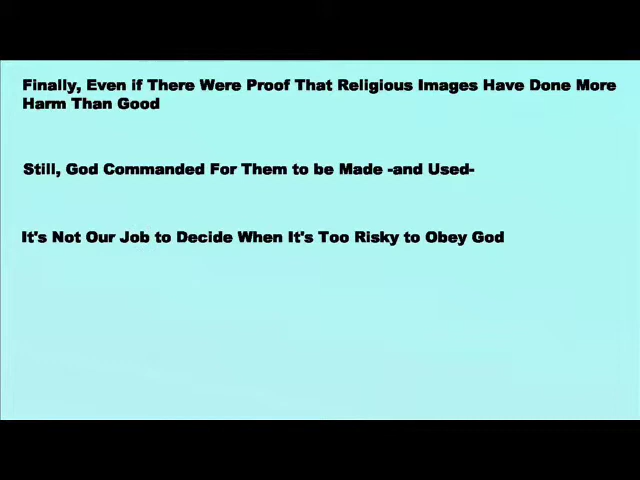 Finally, Even if There Were Proof That Religious Images Have Done More
Harm Than Good
Still, God Commanded For Them to be Made -and Used-
It's Not Our Job to Decide When It's Too Risky to Obey God